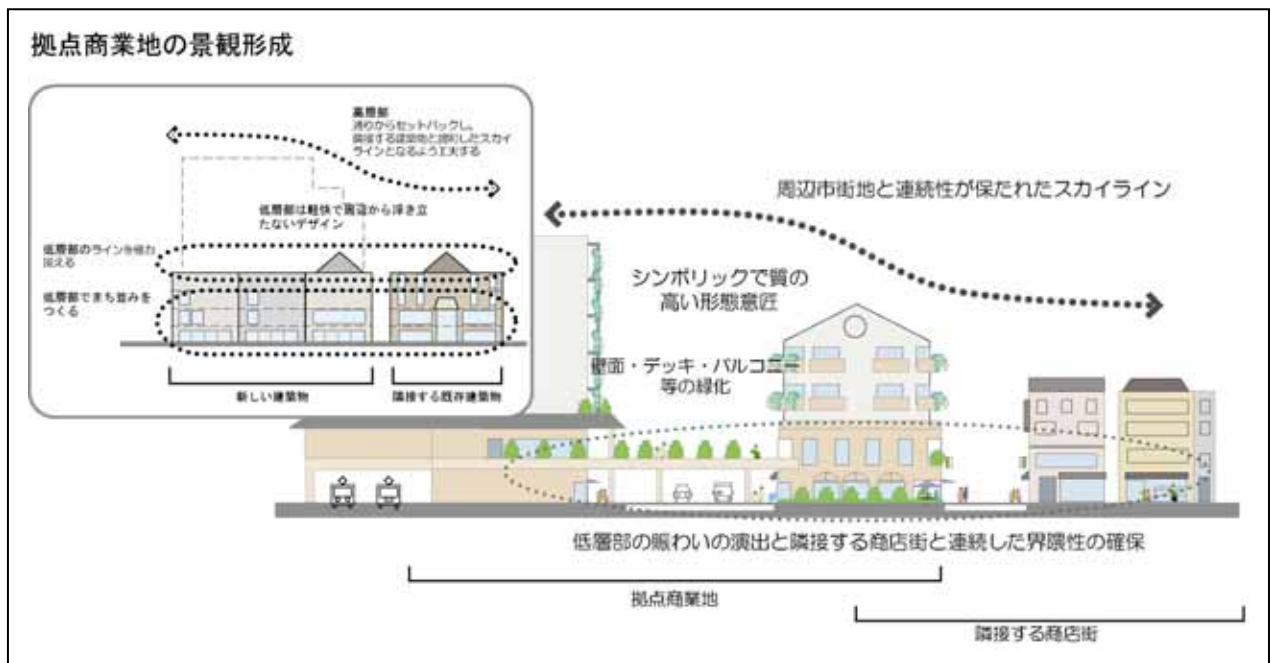 拠点商業地の景観形成
高層部
通りからセットバックし、
隣接する建築物と調和したスカイ
ラインとなるよう工夫する
低層部は軽快で周辺から浮き立
たないデザイン
低層部のラインを極力
揃える
低層部でまち並みを
つくる
新しい建築物
隣接する既存建築物
周辺市街地と連続性が保たれたスカイライン
シンボリックで質の
高い形態意匠
壁面・デッキ・バルコニー
等の緑化
低層部の賑わいの演出と隣接する商店街と連続した界隈性の確保
拠点商業地
隣接する商店街